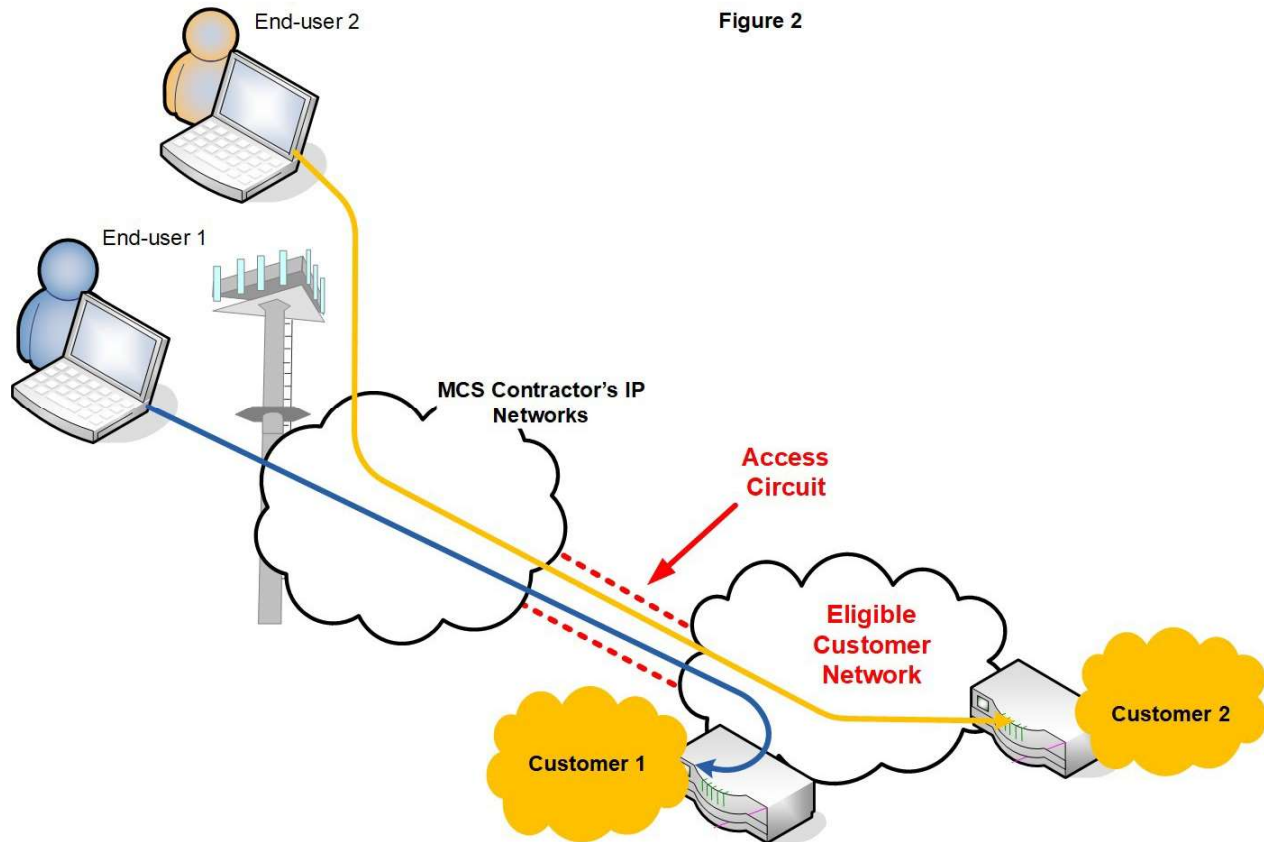 End-user 2
Figure 2
End-user 1
MCS Contractor's IP
Networks
Access
Circuit
Eligible
Customer
Network
Customer 2
Customer 1